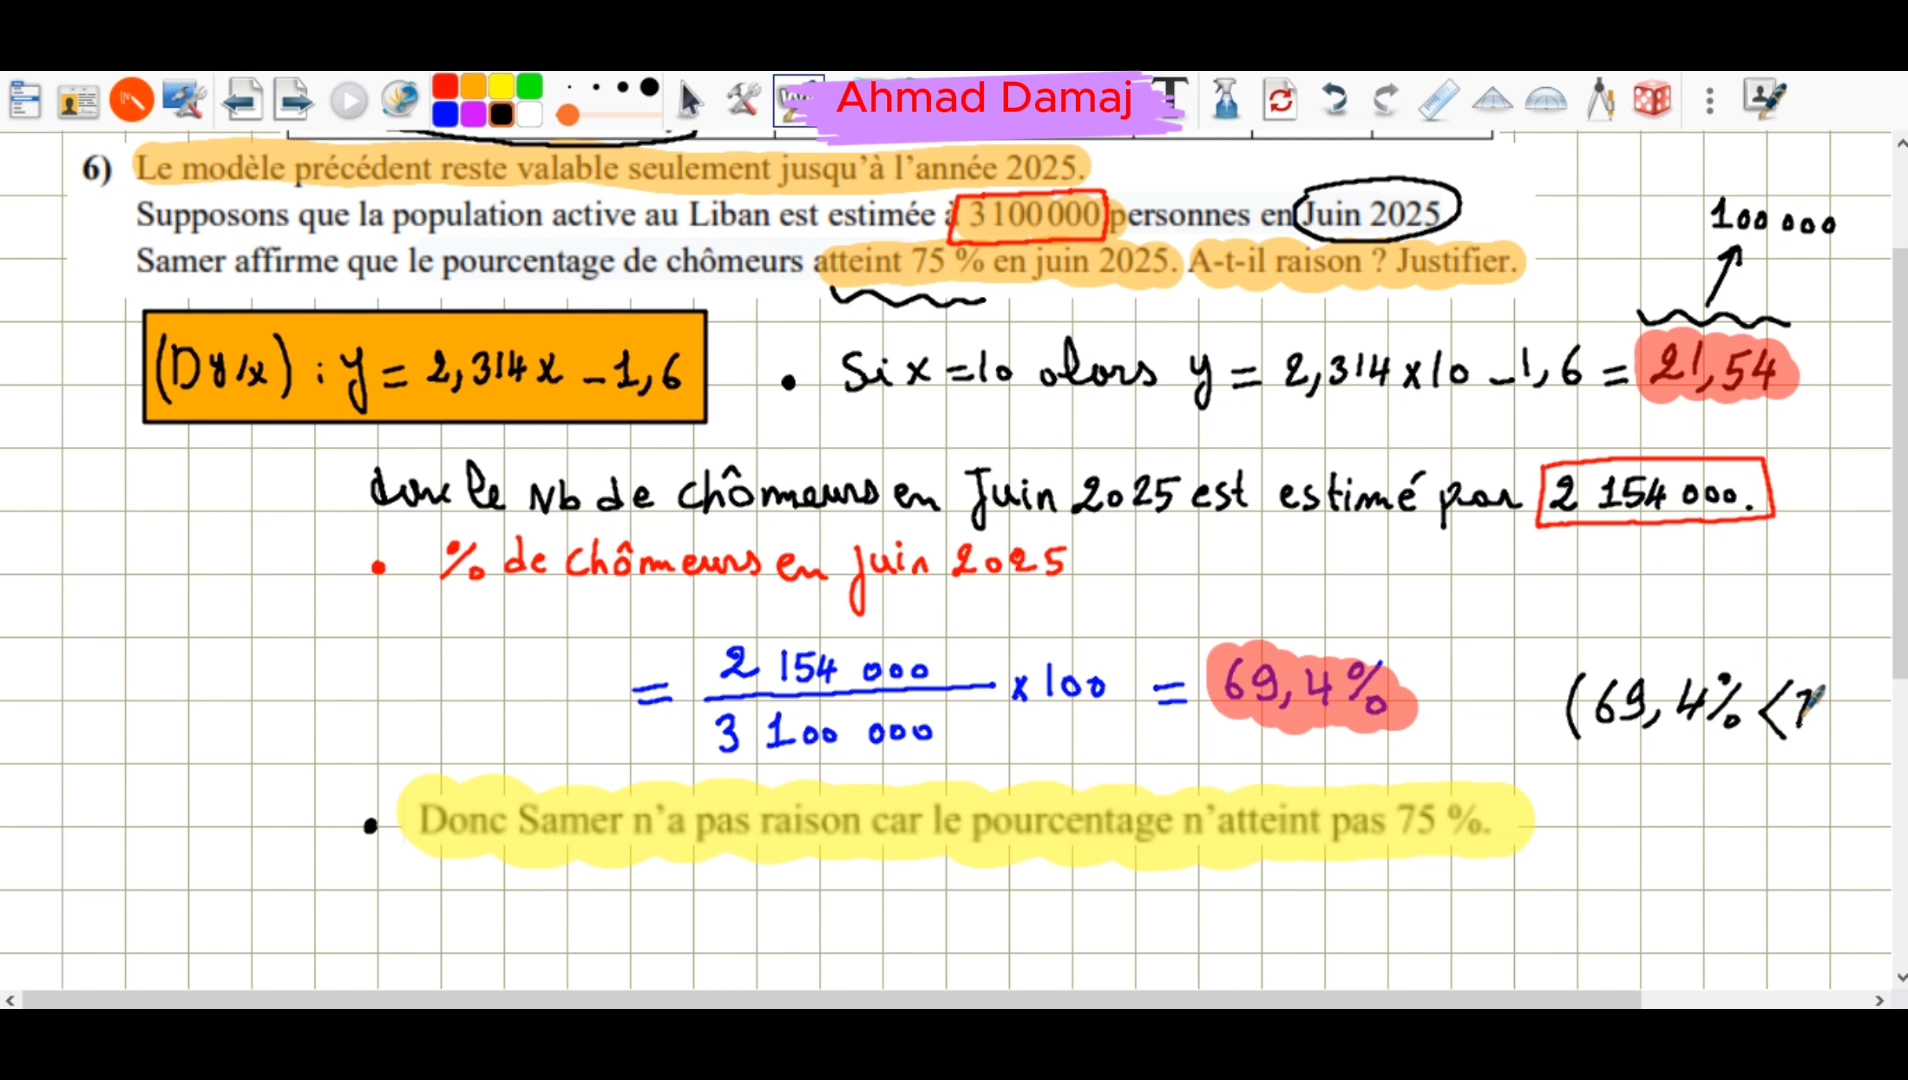 Ahmad Damaj
6) Le modèle précédent reste valable seulement jusqu'à l'année 2025.
Supposons que la population active au Liban est estimée à 3 100 000 personnes en Juin 2025
Samer affirme que le pourcentage de chômeurs atteint 75 % en juin 2025. A-t-il raison ? Justifier.
100 000
(Dy/x) : y = 2,314x - 1,6
• Si x = 10 alors y = 2,314 x 10 - 1,6 = 21,54
donc le Nb de chômeurs en Juin 2025 est estimé par 2 154 000.
• % de chômeurs en juin 2025
= 2 154 000 / 3 100 000 x 100 = 69,4%
(69,4% < 7
• Donc Samer n'a pas raison car le pourcentage n'atteint pas 75 %.